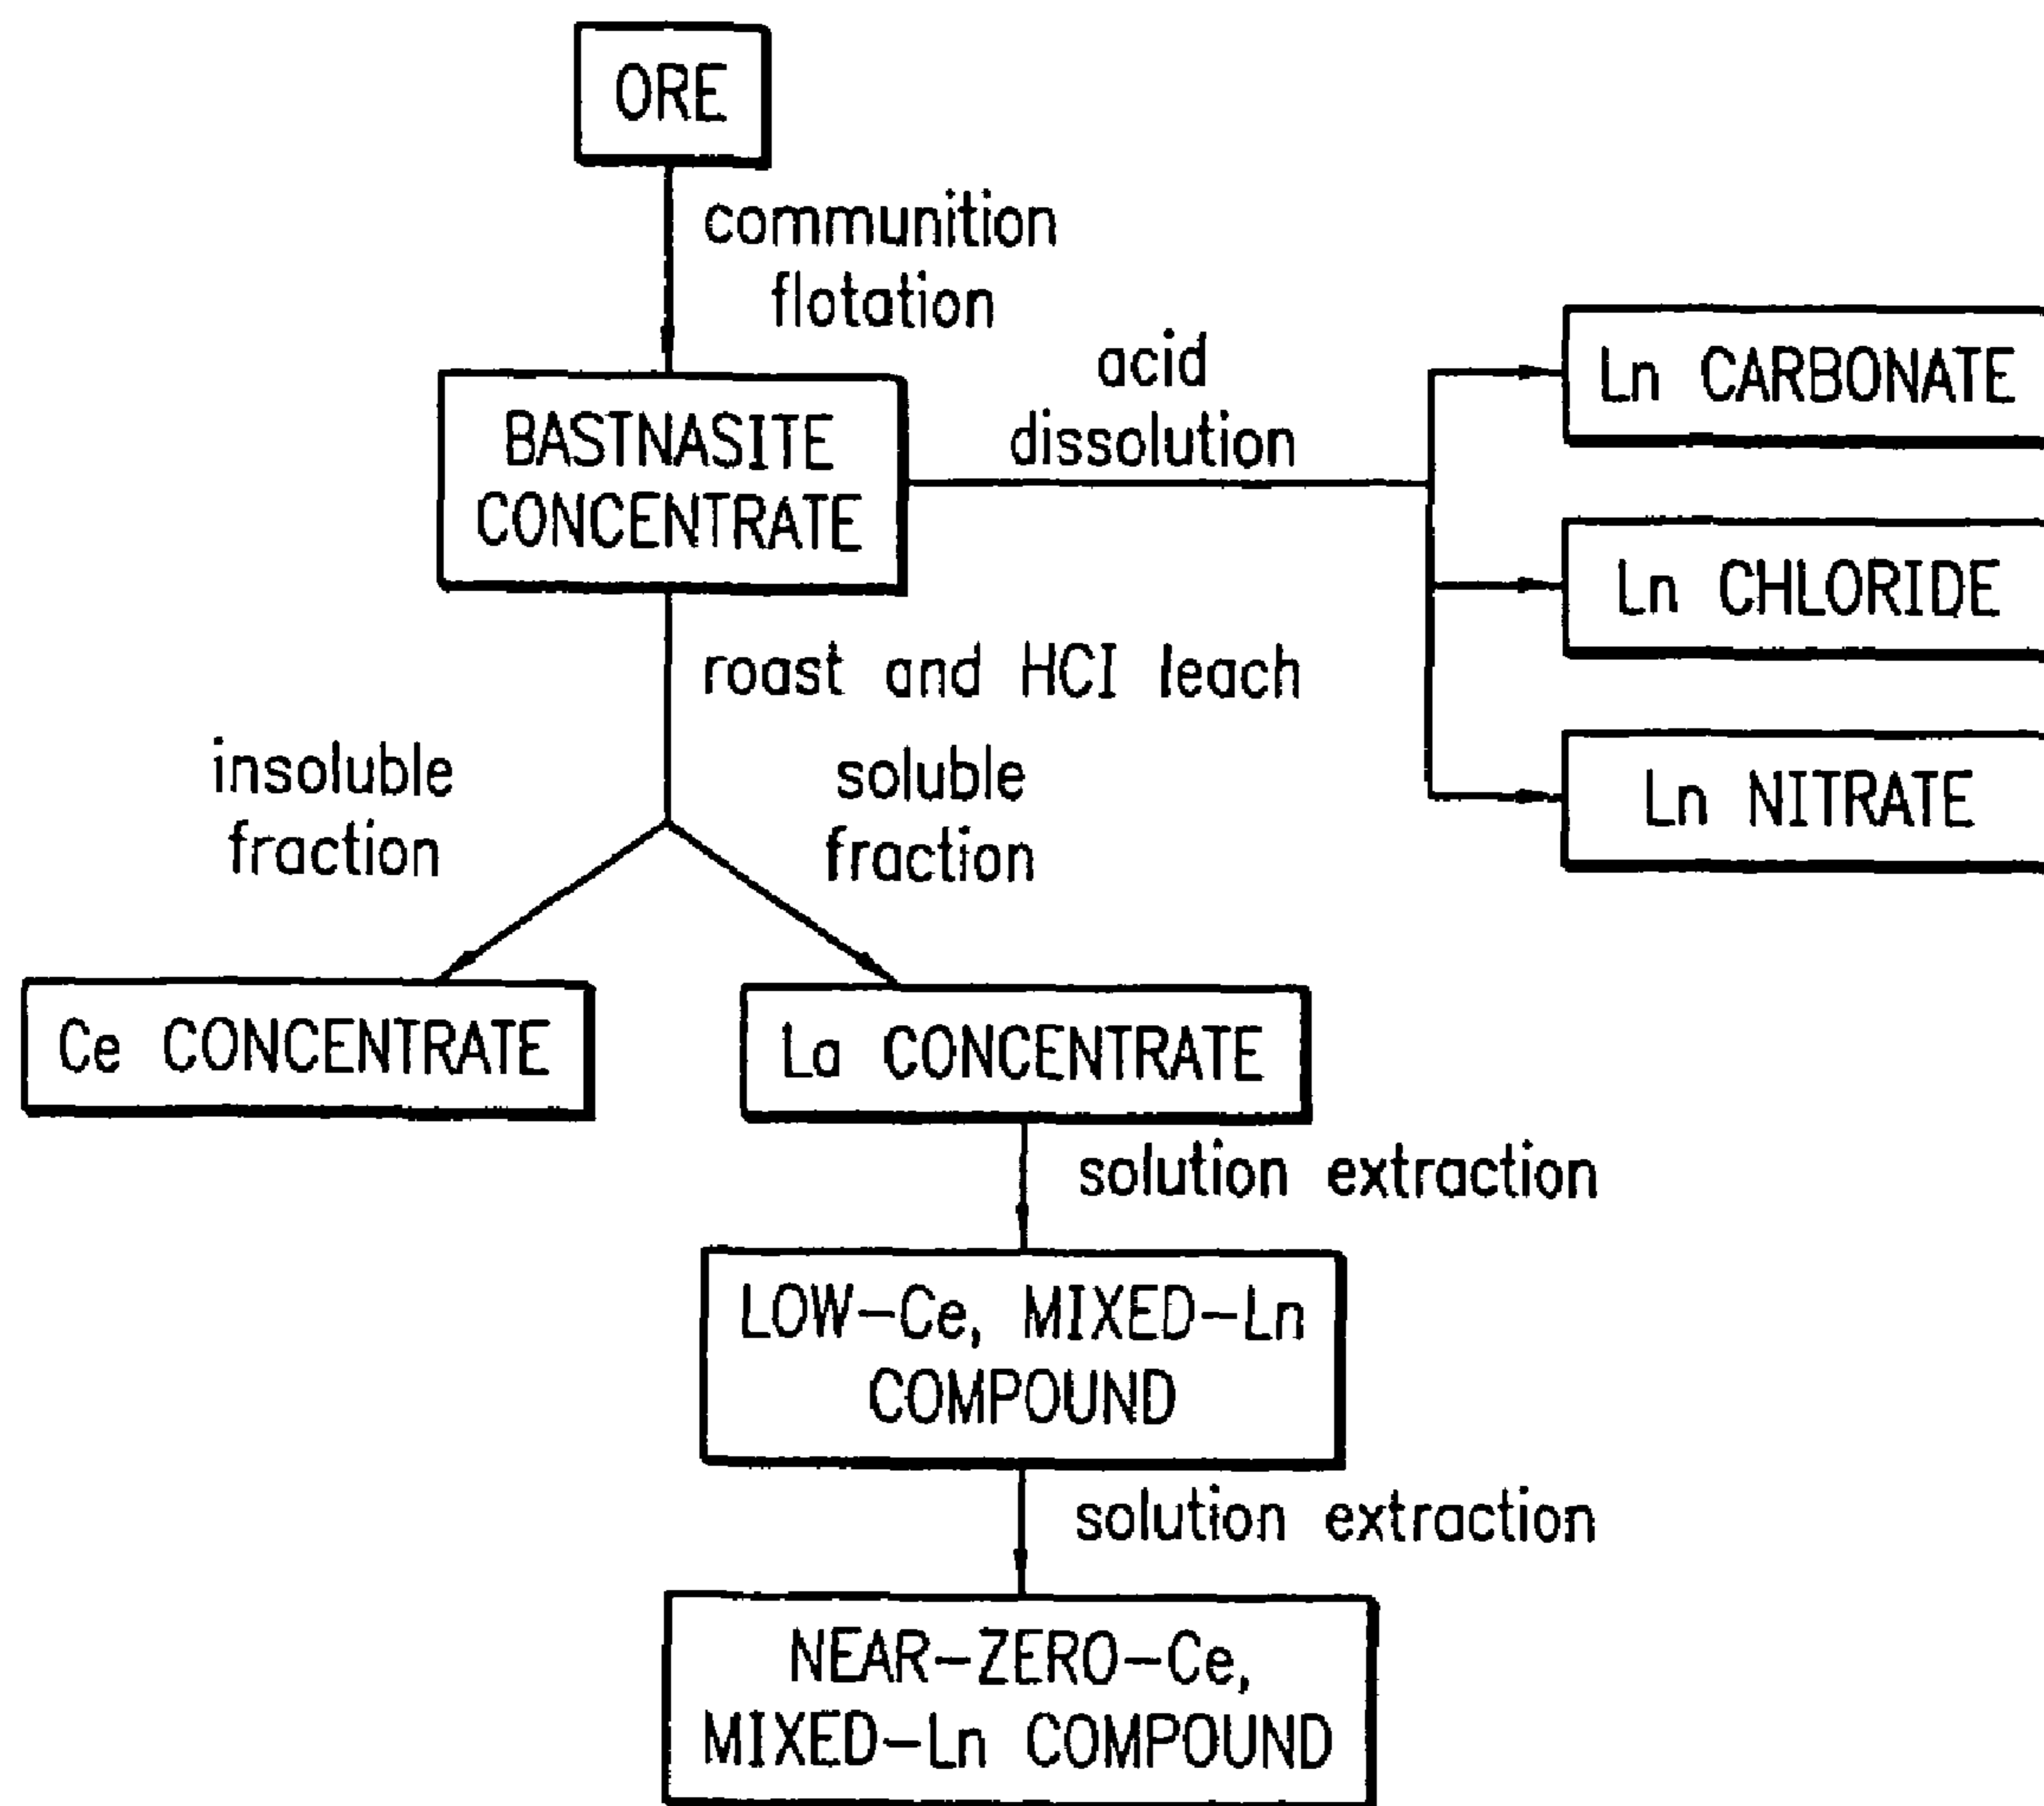 ORE
communition
flotation
BASTNASITE
CONCENTRATE
acid
dissolution
Ln CARBONATE
Ln CHLORIDE
Ln NITRATE
roast and HCl leach
insoluble
fraction
soluble
fraction
Ce CONCENTRATE
La CONCENTRATE
solution extraction
LOW-Ce, MIXED-Ln
COMPOUND
solution extraction
NEAR-ZERO-Ce,
MIXED-Ln COMPOUND